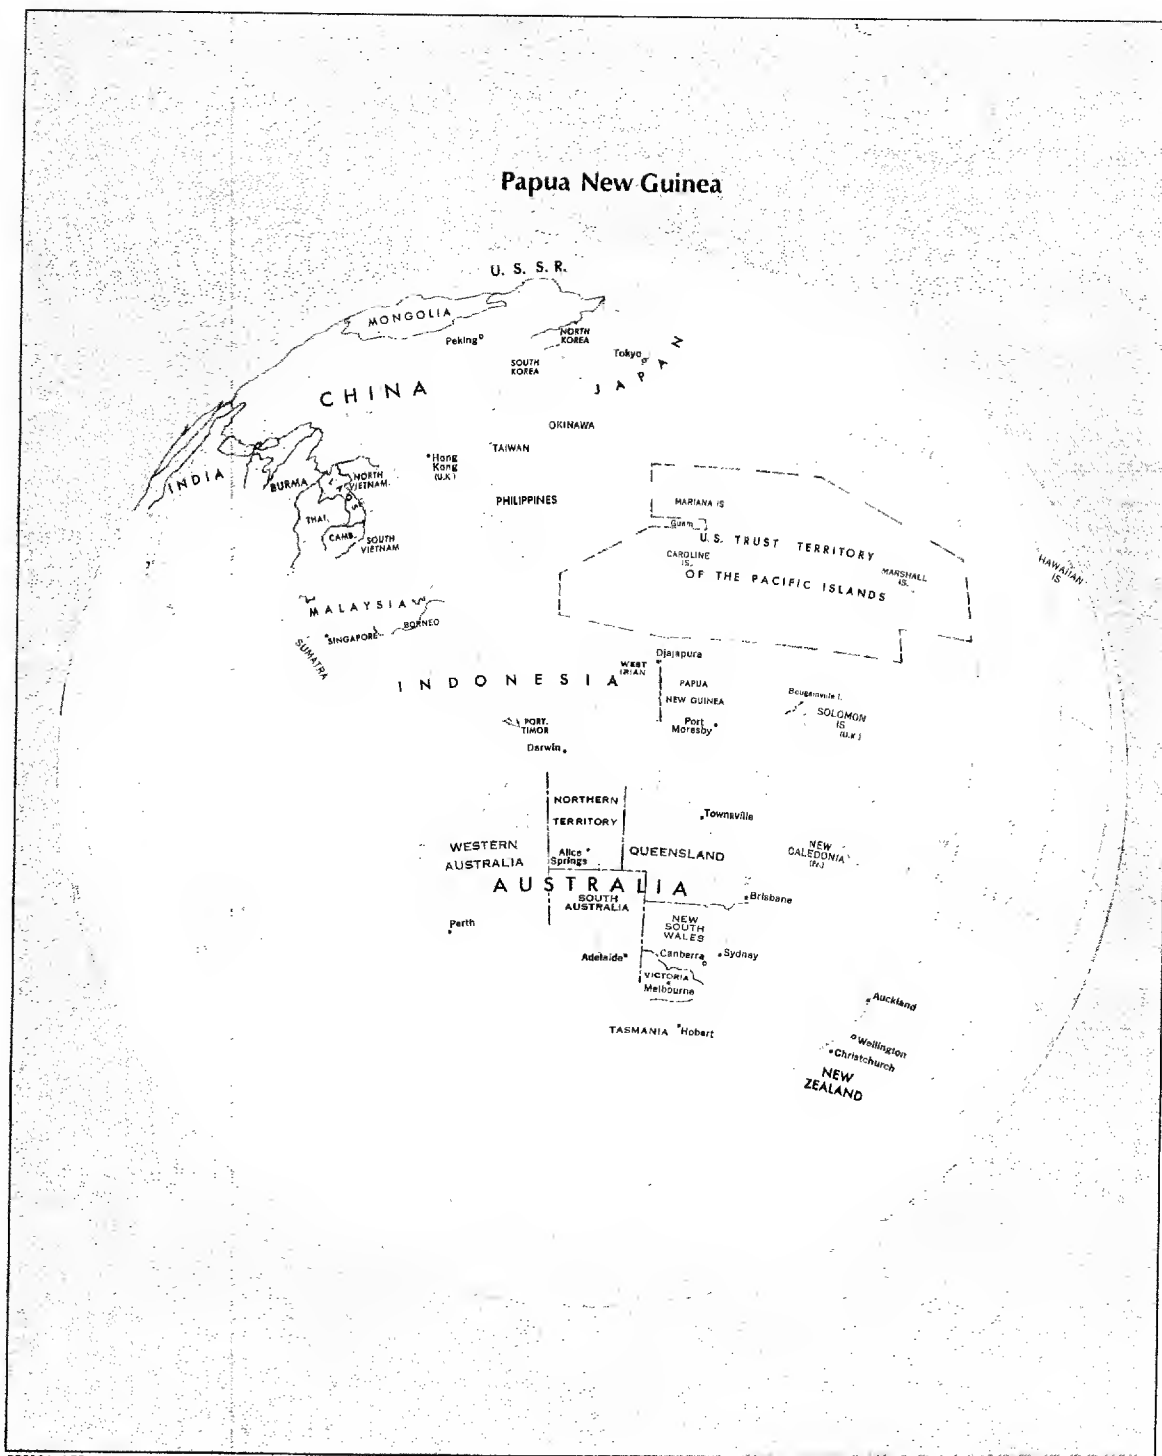 Papua New Guinea
U. S. S. R.
MONGOLIA
Peking
NORTH
KOREA
SOUTH
KOREA
Tokyo
JAPAN
CHINA
OKINAWA
TAIWAN
Hong
Kong
(U.K.)
INDIA
BURMA
NORTH
VIETNAM
LAOS
THAI.
CAMB.
SOUTH
VIETNAM
PHILIPPINES
MARIANA IS
Guam
U.S. TRUST TERRITORY
CAROLINE
IS.
MARSHALL
IS.
OF THE PACIFIC ISLANDS
HAWAIIAN
IS
MALAYSIA
SINGAPORE
BORNEO
SUMATRA
INDONESIA
WEST
IRIAN
Djajapura
PAPUA
NEW GUINEA
Port
Moresby
Bougainville I.
SOLOMON
IS
(U.K.)
PORT.
TIMOR
Darwin
NORTHERN
TERRITORY
Townsville
WESTERN
AUSTRALIA
Alice
Springs
QUEENSLAND
NEW
CALEDONIA
(Fr.)
AUSTRALIA
SOUTH
AUSTRALIA
Brisbane
Perth
NEW
SOUTH
WALES
Adelaide
Canberra
Sydney
VICTORIA
Melbourne
TASMANIA
Hobart
Auckland
Wellington
Christchurch
NEW
ZEALAND